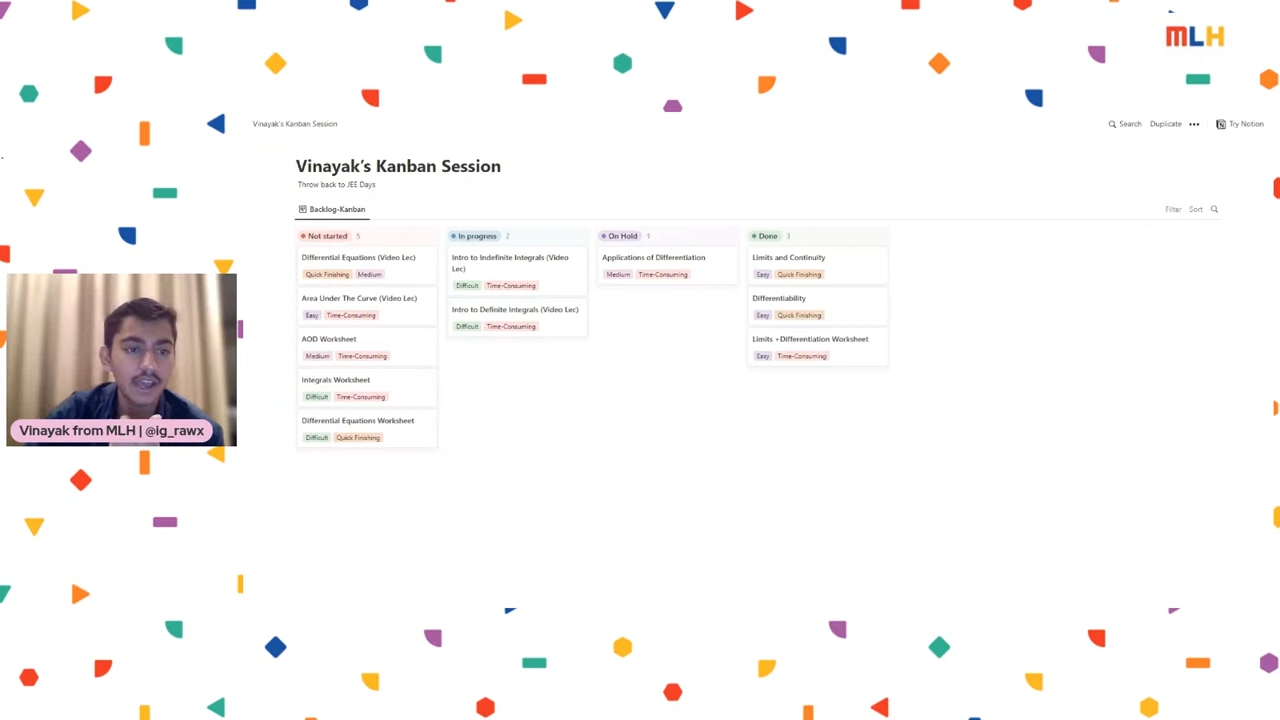 MLH
Vinayak's Kanban Session
Search
Duplicate
•••
Try Notion
Vinayak's Kanban Session
Throw back to JEE Days
Backlog-Kanban
Filter
Sort
Not started 5
Differential Equations (Video Lec)
Quick Finishing Medium
Area Under The Curve (Video Lec)
Easy Time-Consuming
AOD Worksheet
Medium Time-Consuming
Integrals Worksheet
Difficult Time-Consuming
Differential Equations Worksheet
Difficult Quick Finishing
In progress 2
Intro to Indefinite Integrals (Video
Lec)
Difficult Time-Consuming
Intro to Definite Integrals (Video Lec)
Difficult Time-Consuming
On Hold 1
Applications of Differentiation
Medium Time-Consuming
Done 3
Limits and Continuity
Easy Quick Finishing
Differentiability
Easy Quick Finishing
Limits +Differentiation Worksheet
Easy Time-Consuming
Vinayak from MLH | @ig_rawx